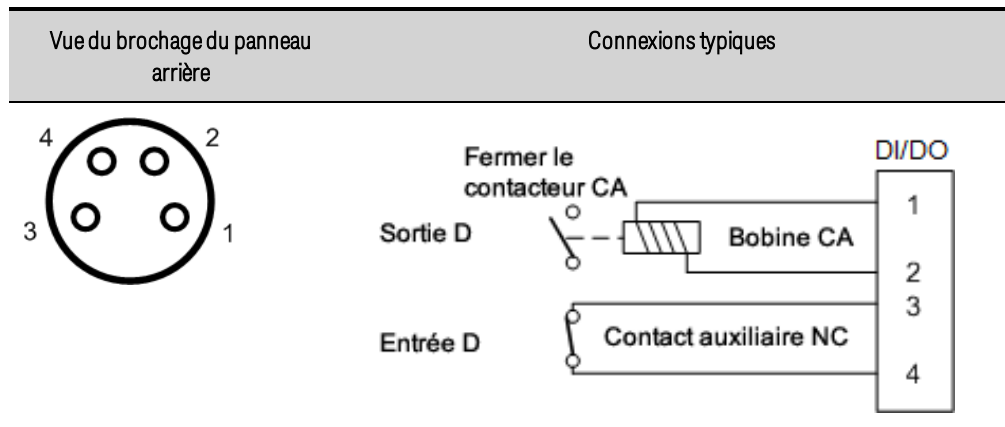 Vue du brochage du panneau
arrière
Connexions typiques
4
2
3
1
Fermer le
contacteur CA
DI/DO
Sortie D
Bobine CA
1
2
Entrée D
Contact auxiliaire NC
3
4